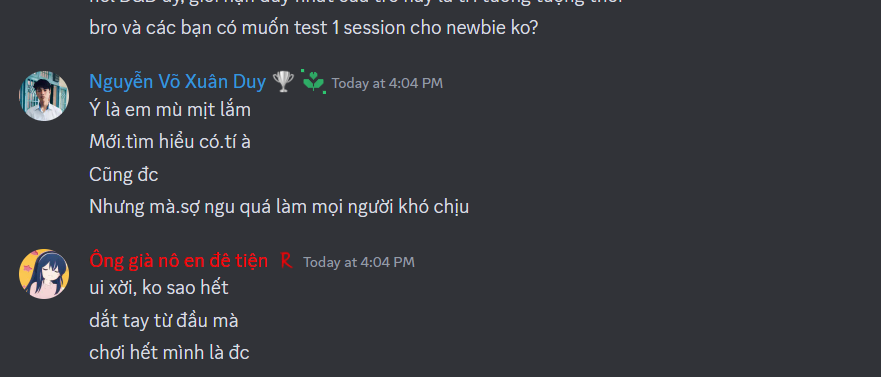 bro và các bạn có muốn test 1 session cho newbie ko?
Nguyễn Võ Xuân Duy Today at 4:04 PM
Ý là em mù mịt lắm
Mới.tìm hiểu có.tí à
Cũng đc
Nhưng mà.sợ ngu quá làm mọi người khó chịu
Ông già nô en đê tiện R Today at 4:04 PM
ui xời, ko sao hết
dắt tay từ đầu mà
chơi hết mình là đc